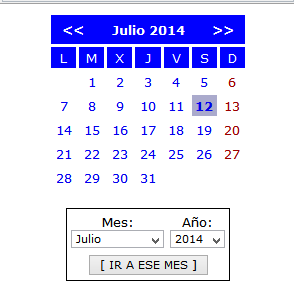 << Julio 2014 >>
L M X J V S D
1 2 3 4 5 6
7 8 9 10 11 12 13
14 15 16 17 18 19 20
21 22 23 24 25 26 27
28 29 30 31
Mes: Año:
Julio 2014
[ IR A ESE MES ]